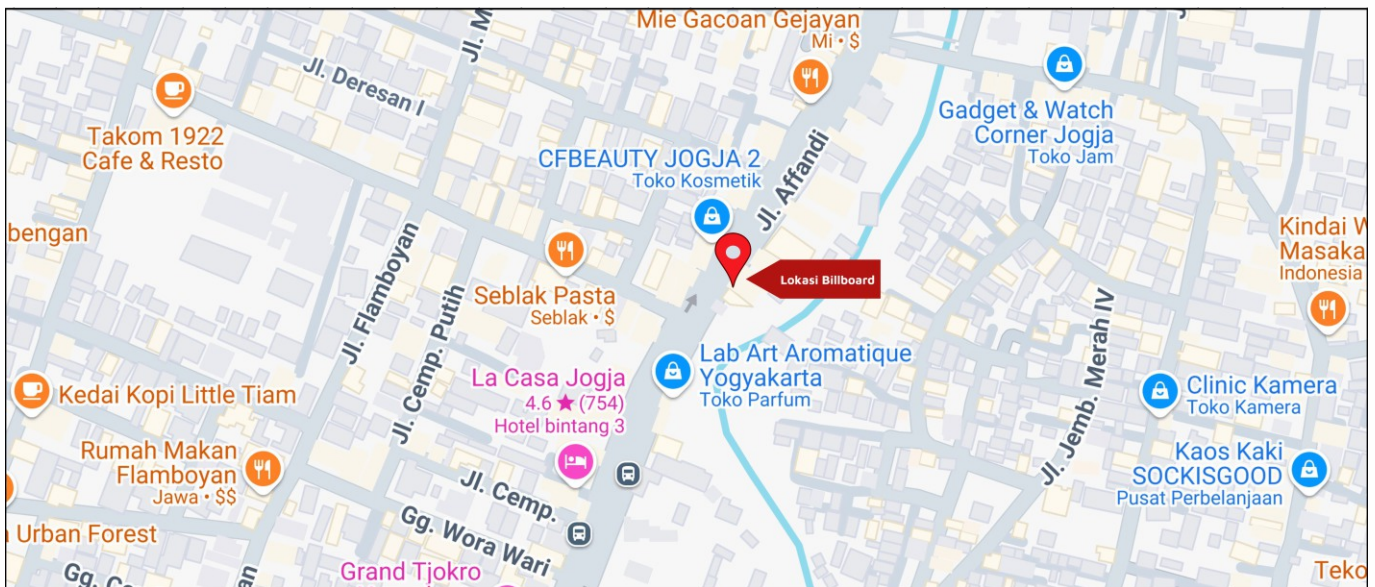 Mie Gacoan Gejayan
Mi • $
Jl. M
Jl. Deresan I
Takom 1922
Cafe & Resto
Gadget & Watch
Corner Jogja
Toko Jam
CFBEAUTY JOGJA 2
Toko Kosmetik
Jl. Affandi
bengan
Kindai W
Masaka
Indonesia
Lokasi Billboard
Seblak Pasta
Seblak • $
Jl. Flamboyan
Jl. Cemp. Putih
Lab Art Aromatique
Yogyakarta
Toko Parfum
La Casa Jogja
4.6 ★ (754)
Hotel bintang 3
Kedai Kopi Little Tiam
Jl. Jemb. Merah IV
Clinic Kamera
Toko Kamera
Rumah Makan
Flamboyan
Jawa • $$
Kaos Kaki
SOCKISGOOD
Pusat Perbelanjaan
Jl. Cemp.
Gg. Wora Wari
Urban Forest
Grand Tjokro
Teko